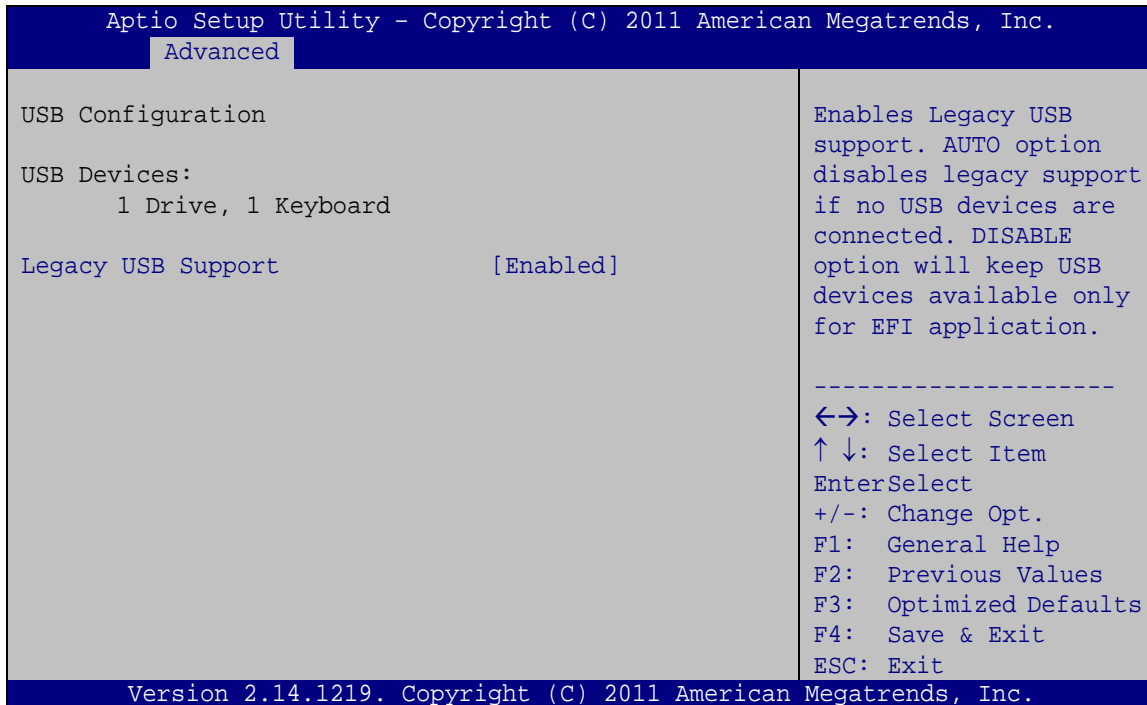 Aptio Setup Utility – Copyright (C) 2011 American Megatrends, Inc.
Advanced
USB Configuration
USB Devices:
1 Drive, 1 Keyboard
Legacy USB Support [Enabled]
Enables Legacy USB
support. AUTO option
disables legacy support
if no USB devices are
connected. DISABLE
option will keep USB
devices available only
for EFI application.
---------------------
←→: Select Screen
↑ ↓: Select Item
EnterSelect
+/-: Change Opt.
F1: General Help
F2: Previous Values
F3: Optimized Defaults
F4: Save & Exit
ESC: Exit
Version 2.14.1219. Copyright (C) 2011 American Megatrends, Inc.